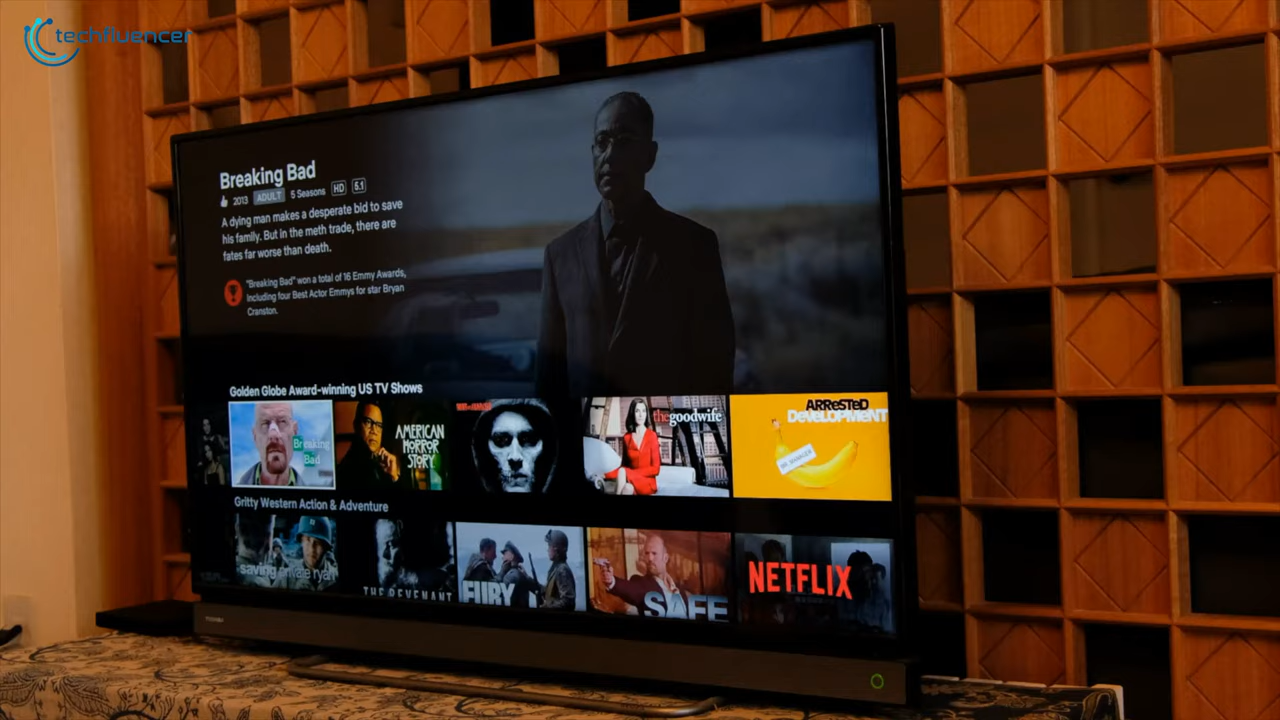 techfluencer
Breaking Bad
2013 ADULT 5 Seasons HD 5.1
A dying man makes a desperate bid to save
his family. But in the meth trade, there are
fates far worse than death.
"Breaking Bad" won a total of 16 Emmy Awards,
including four Best Actor Emmys for star Bryan
Cranston.
Golden Globe Award-winning US TV Shows
Breaking
Bad
AMERICAN
HORROR
STORY
thegoodwife
ARReSTeD
DeVeLOPMENT
MR. MANAGER
Gritty Western Action & Adventure
saving private ryan
THE REVENANT
FURY
SAFE
NETFLIX
TOSHIBA